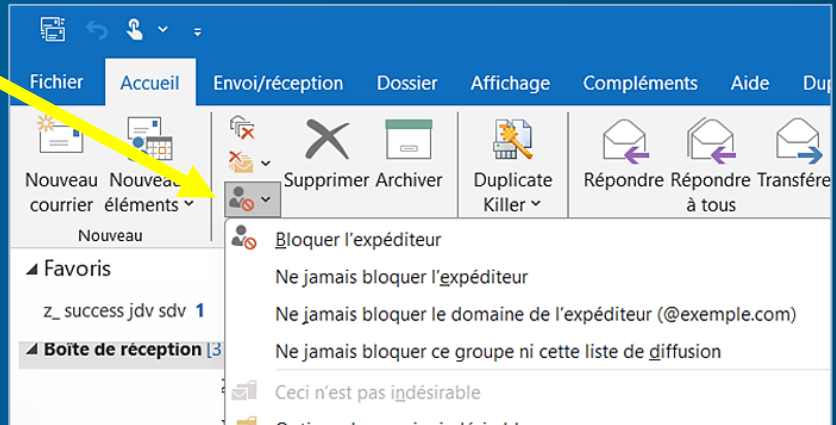 Fichier Accueil Envoi/réception Dossier Affichage Compléments Aide
Nouveau courrier
éléments
Supprimer Archiver
Duplicate Killer
Répondre Répondre à tous
Nouveau
Bloquer l'expéditeur
Ne jamais bloquer l'expéditeur
Ne jamais bloquer le domaine de l'expéditeur (@exemple.com)
Ne jamais bloquer ce groupe ni cette liste de diffusion
Ceci n'est pas indésirable
Favoris
z_ success jdv sdv 1
Boîte de réception [3